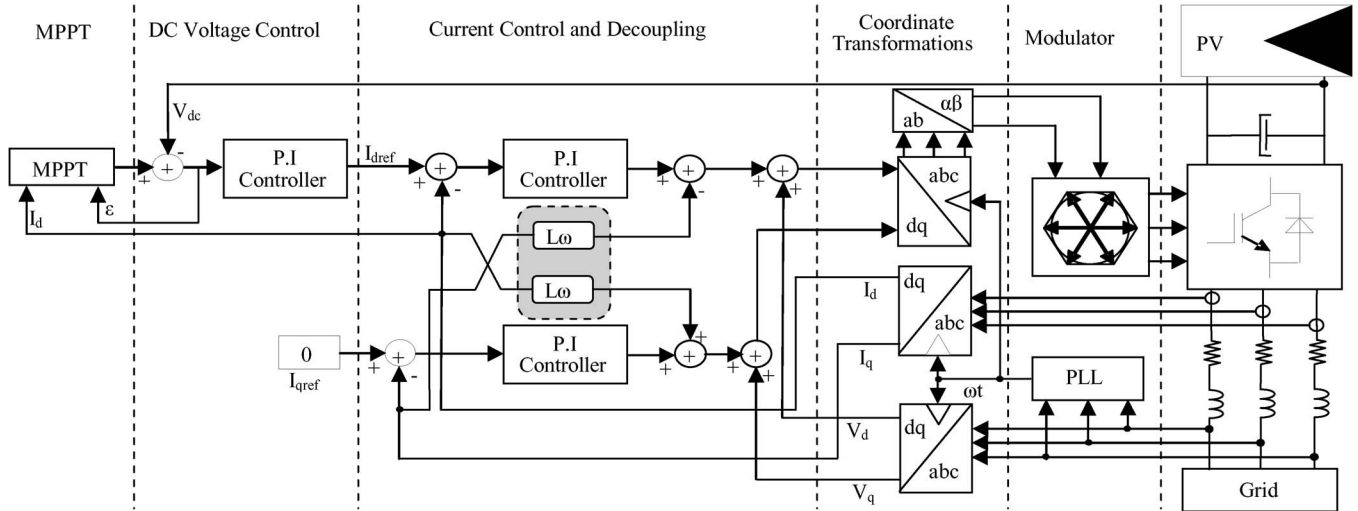 MPPT
DC Voltage Control
Current Control and Decoupling
Coordinate
Transformations
Modulator
PV
V_dc
αβ
ab
-
+
+
MPPT
P.I
Controller
I_dref
+
+
-
P.I
Controller
+
+
-
+
+
+
abc
dq
I_d
ε
Lω
Lω
I_d
dq
abc
0
I_qref
+
+
-
P.I
Controller
+
+
+
+
+
+
I_q
PLL
ωt
V_d
dq
abc
V_q
Grid